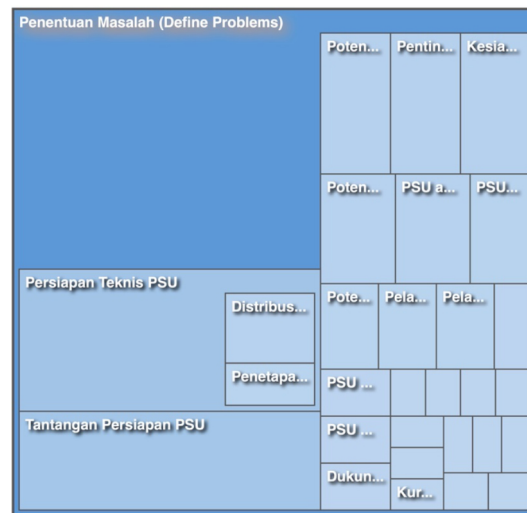 Penentuan Masalah (Define Problems)
Poten...
Pentin...
Kesia...
Poten...
PSU a...
PSU...
Persiapan Teknis PSU
Distribus...
Penetapa...
Pote...
Pela...
Pela...
PSU ...
Tantangan Persiapan PSU
PSU ...
Dukun...
Kur...